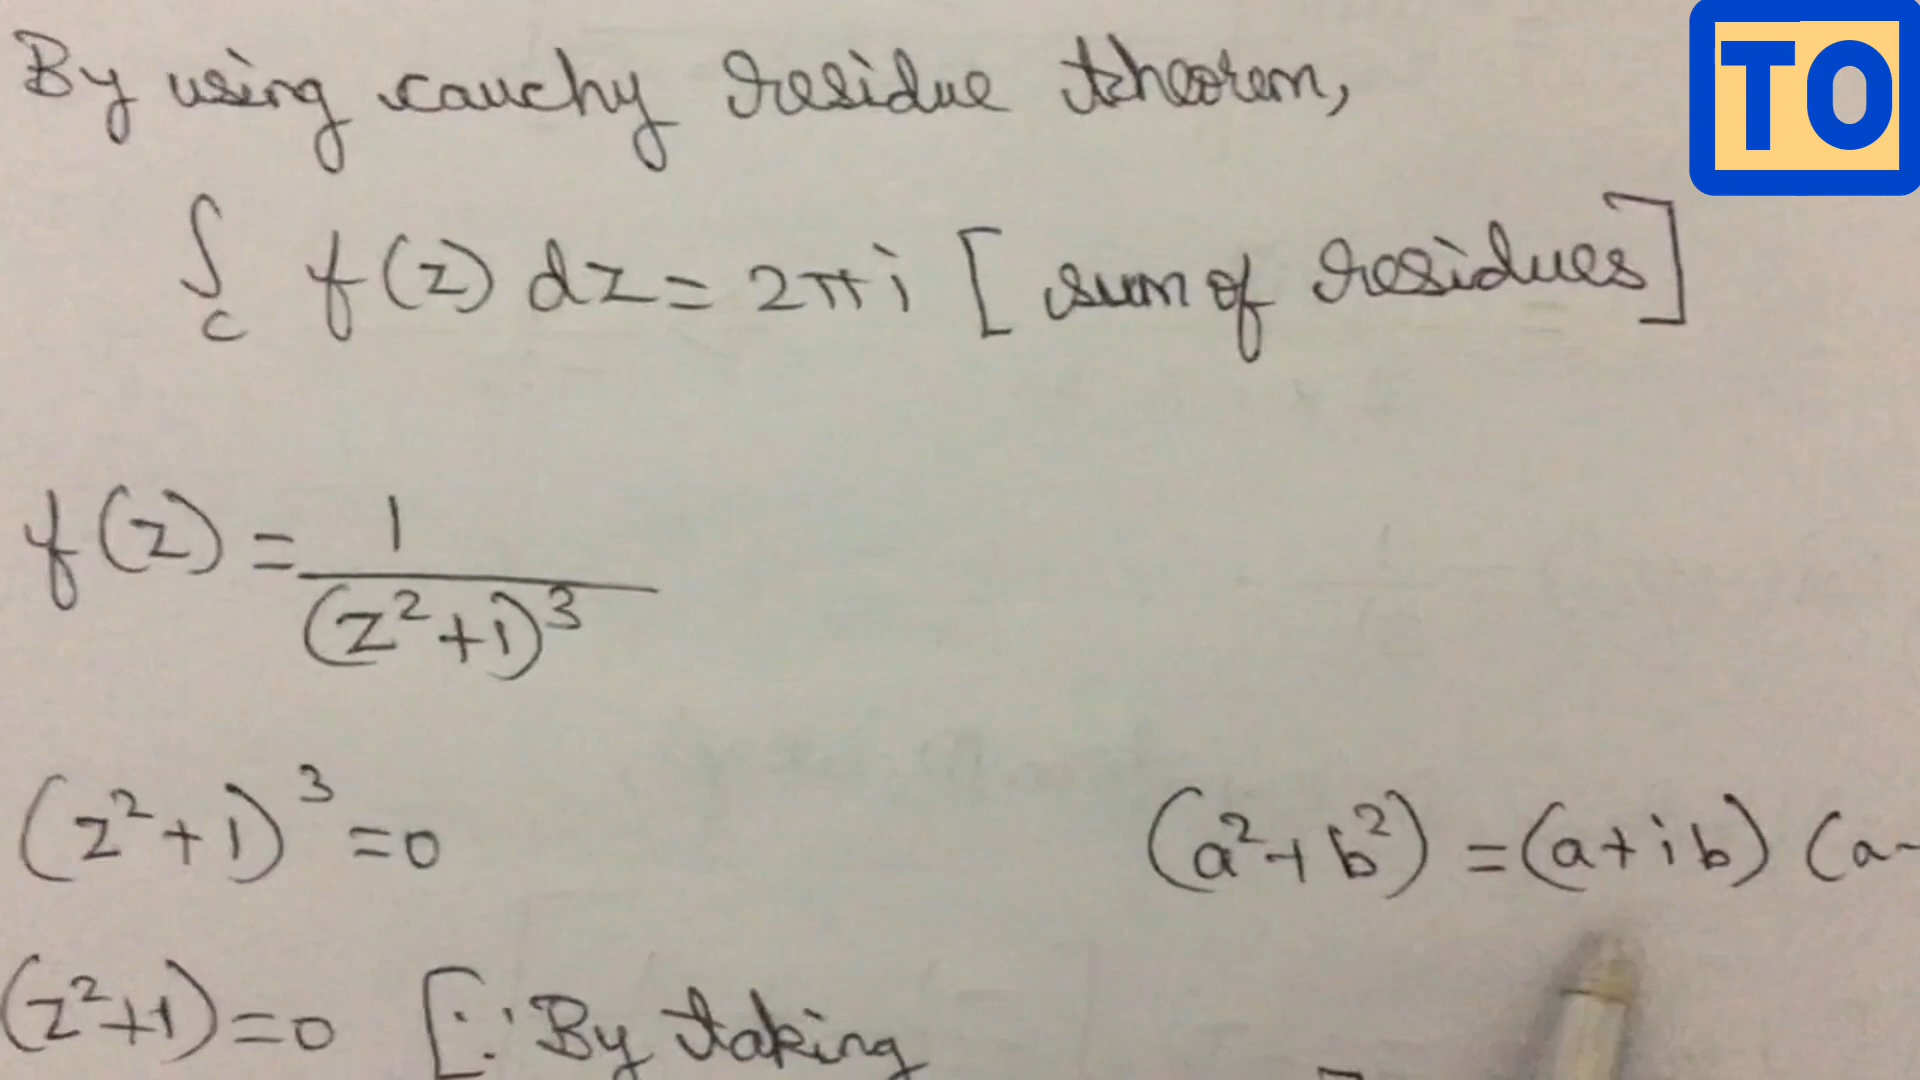 TO
By using cauchy residue theorem,
∫_c f(z) dz = 2πi [sum of residues]
f(z) = 1/(z²+1)³
(z²+1)³ = 0
(a²+b²) = (a+ib) (a-
(z²+1) = 0 [∵ By taking